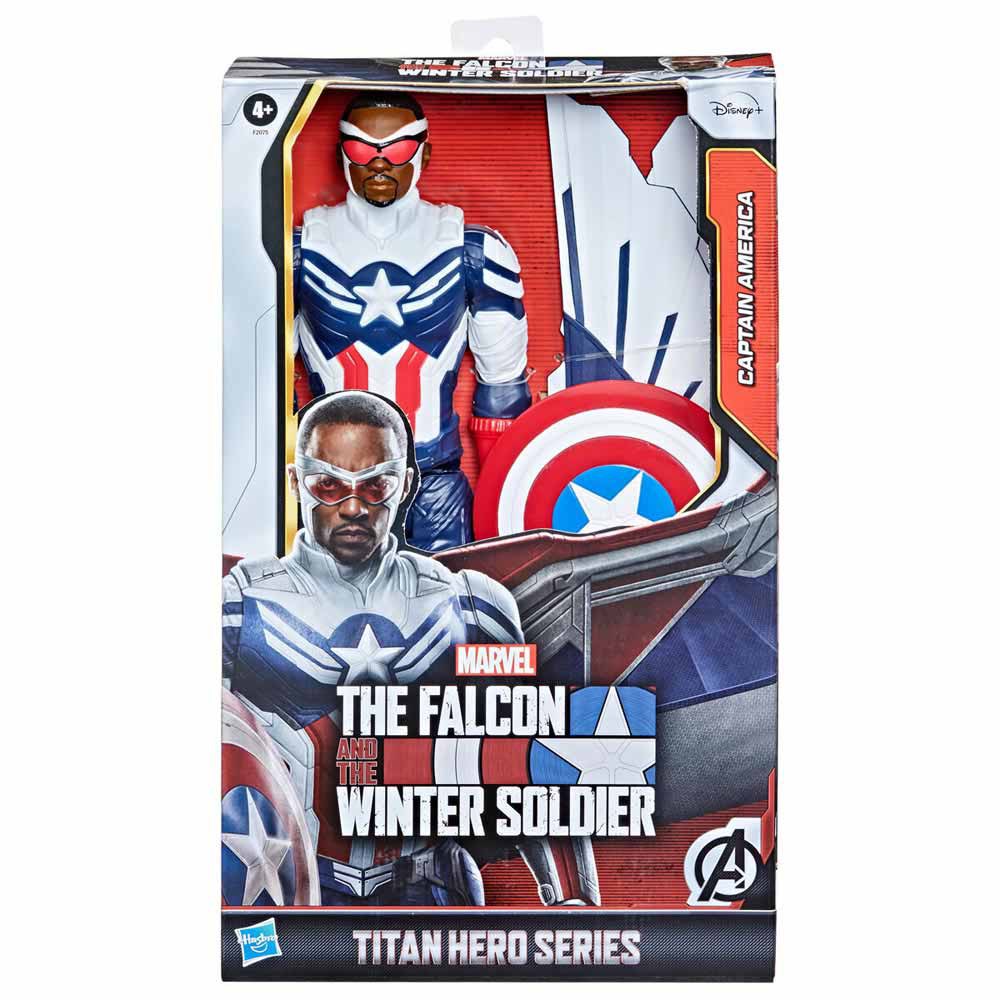 MARVEL
THE FALCON
AND THE
WINTER SOLDIER
4+
F2075
Disney+
CAPTAIN AMERICA
MARVEL
THE FALCON
AND
THE
WINTER SOLDIER
A
Hasbro
TITAN HERO SERIES